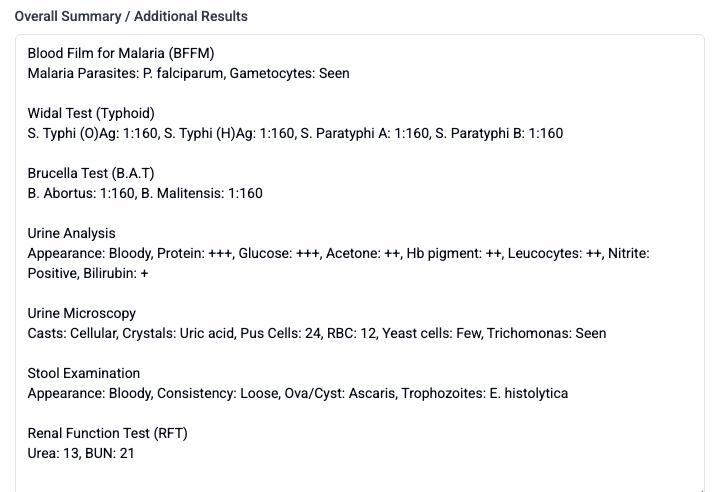 Overall Summary / Additional Results
Blood Film for Malaria (BFFM)
Malaria Parasites: P. falciparum, Gametocytes: Seen
Widal Test (Typhoid)
S. Typhi (O)Ag: 1:160, S. Typhi (H)Ag: 1:160, S. Paratyphi A: 1:160, S. Paratyphi B: 1:160
Brucella Test (B.A.T)
B. Abortus: 1:160, B. Malitensis: 1:160
Urine Analysis
Appearance: Bloody, Protein: +++, Glucose: +++, Acetone: ++, Hb pigment: ++, Leucocytes: ++, Nitrite:
Positive, Bilirubin: +
Urine Microscopy
Casts: Cellular, Crystals: Uric acid, Pus Cells: 24, RBC: 12, Yeast cells: Few, Trichomonas: Seen
Stool Examination
Appearance: Bloody, Consistency: Loose, Ova/Cyst: Ascaris, Trophozoites: E. histolytica
Renal Function Test (RFT)
Urea: 13, BUN: 21